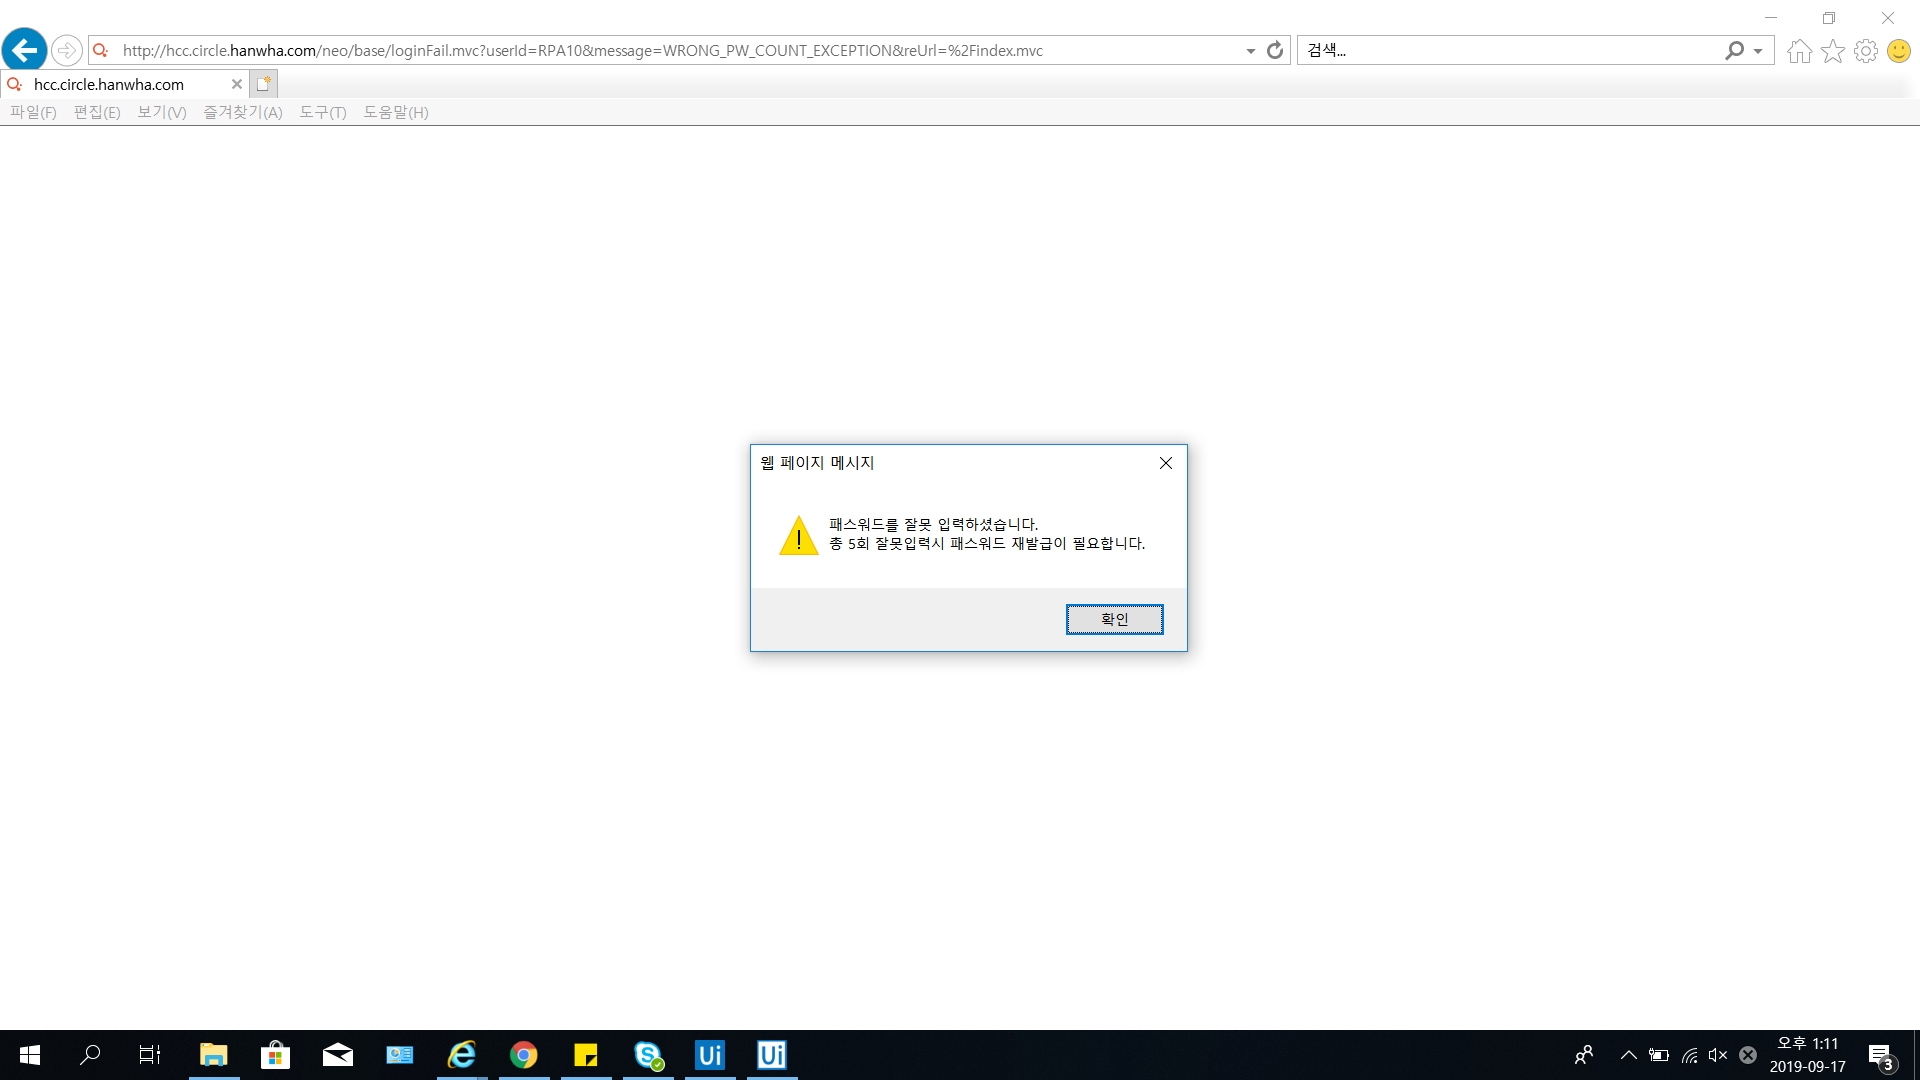 http://hcc.circle.hanwha.com/neo/base/loginFail.mvc?userId=RPA10&message=WRONG_PW_COUNT_EXCEPTION&reUrl=%2Findex.mvc
검색...
hcc.circle.hanwha.com
파일(F) 편집(E) 보기(V) 즐겨찾기(A) 도구(T) 도움말(H)
웹 페이지 메시지
패스워드를 잘못 입력하셨습니다.
총 5회 잘못입력시 패스워드 재발급이 필요합니다.
확인
Ui
Ui
오후 1:11
2019-09-17
3